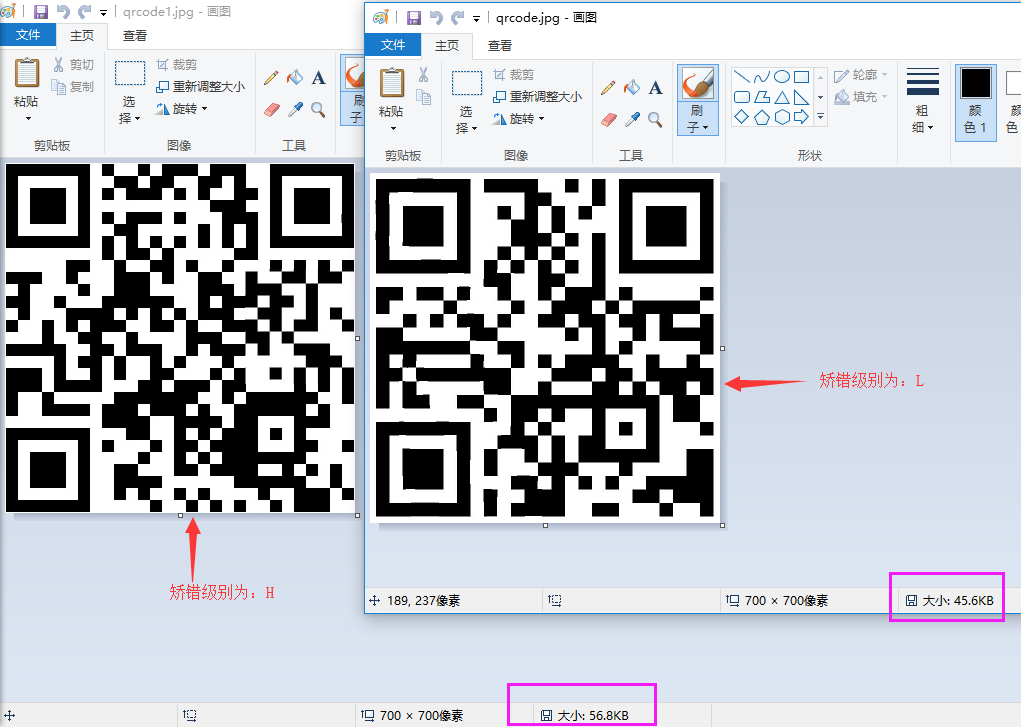 qrcode1.jpg - 画图
文件
主页
查看
粘贴
剪切
复制
选
择
裁剪
重新调整大小
旋转
刷
子
剪贴板
图像
工具
矫错级别为: H
700 × 700像素
大小: 56.8KB
qrcode.jpg - 画图
文件
主页
查看
粘贴
选
择
裁剪
重新调整大小
旋转
A
刷
子
轮廓
填充
粗
细
颜
色 1
颜
色
剪贴板
图像
工具
形状
矫错级别为: L
189, 237像素
700 × 700像素
大小: 45.6KB